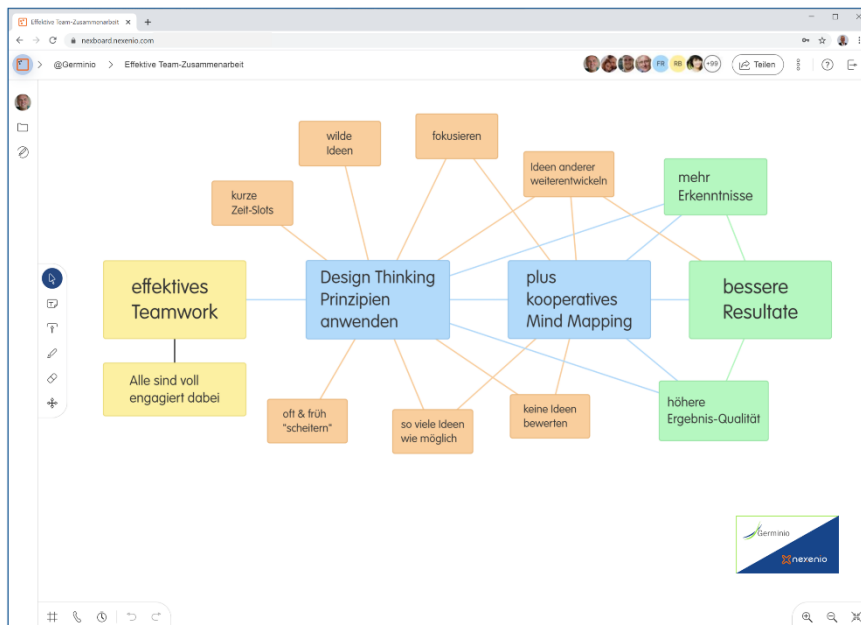 Effektive Team-Zusammenarbeit
nexboard.nexenio.com
@Germinio > Effektive Team-Zusammenarbeit
FR
RB
+99
Teilen
wilde
Ideen
fokusieren
Ideen anderer
weiterentwickeln
mehr
Erkenntnisse
kurze
Zeit-Slots
effektives
Teamwork
Design Thinking
Prinzipien
anwenden
plus
kooperatives
Mind Mapping
bessere
Resultate
Alle sind voll
engagiert dabei
oft & früh
"scheitern"
so viele Ideen
wie möglich
keine Ideen
bewerten
höhere
Ergebnis-Qualität
Germinio
nexenio